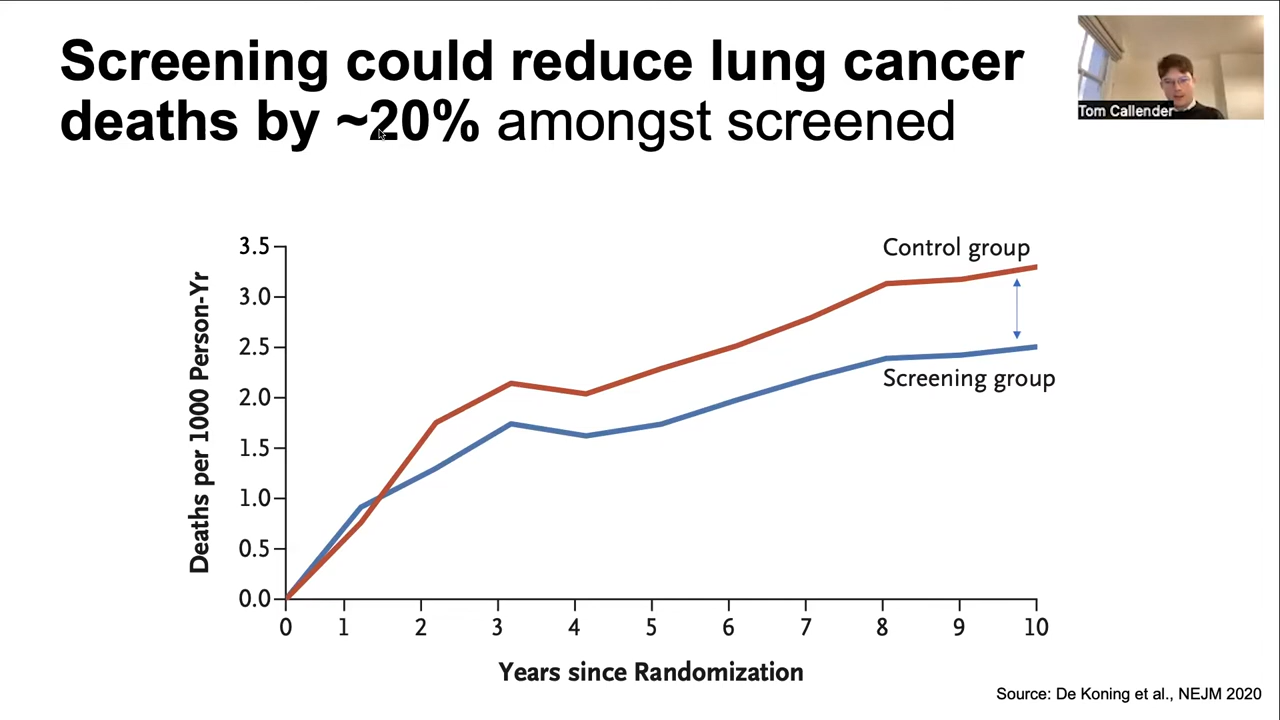 Screening could reduce lung cancer
deaths by ~20% amongst screened
Tom Callender
3.5
3.0
2.5
2.0
1.5
1.0
0.5
0.0
Deaths per 1000 Person-Yr
Control group
Screening group
0 1 2 3 4 5 6 7 8 9 10
Years since Randomization
Source: De Koning et al., NEJM 2020